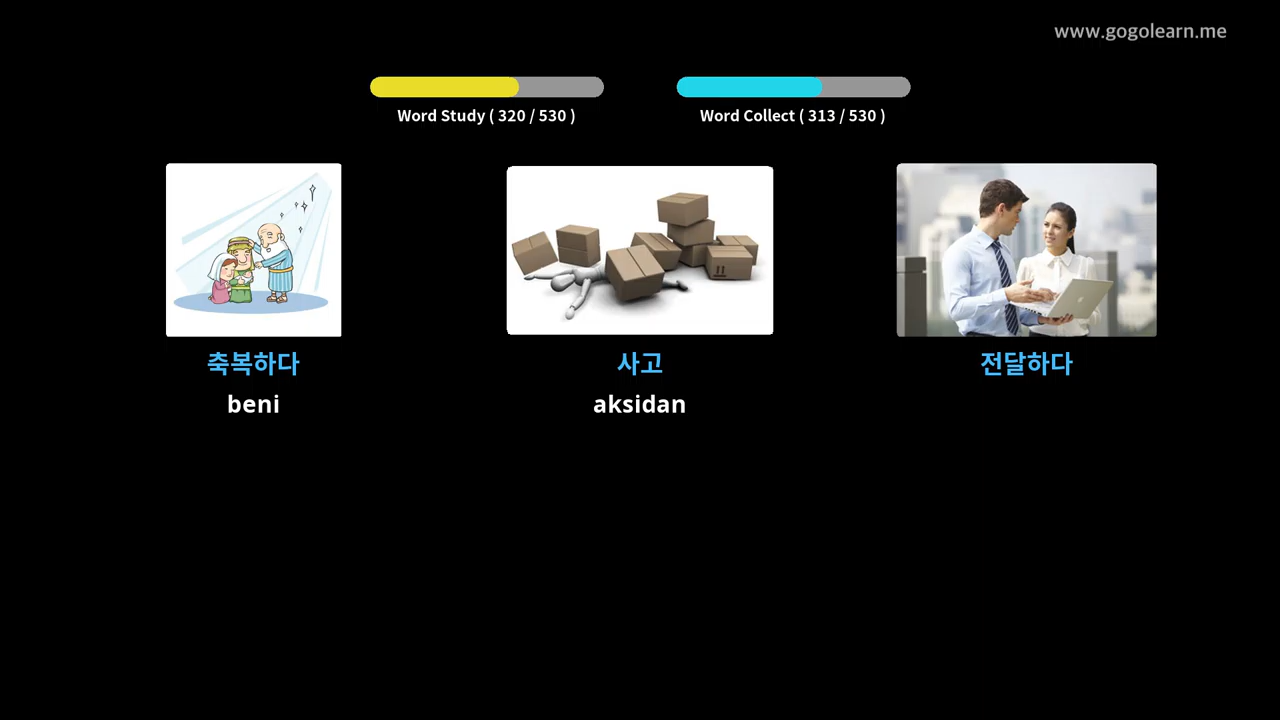 www.gogolearn.me
Word Study ( 320 / 530 )
Word Collect ( 313 / 530 )
축복하다
사고
전달하다
beni
aksidan